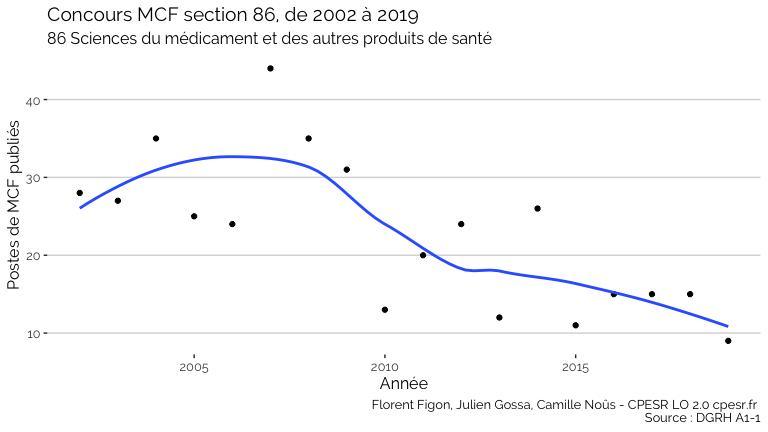 Concours MCF section 86, de 2002 à 2019
86 Sciences du médicament et des autres produits de santé
Postes de MCF publiés
40
30
20
10
2005 2010 2015
Année
Florent Figon, Julien Gossa, Camille Noûs - CPESR LO 2.0 cpesr.fr
Source : DGRH A1-1